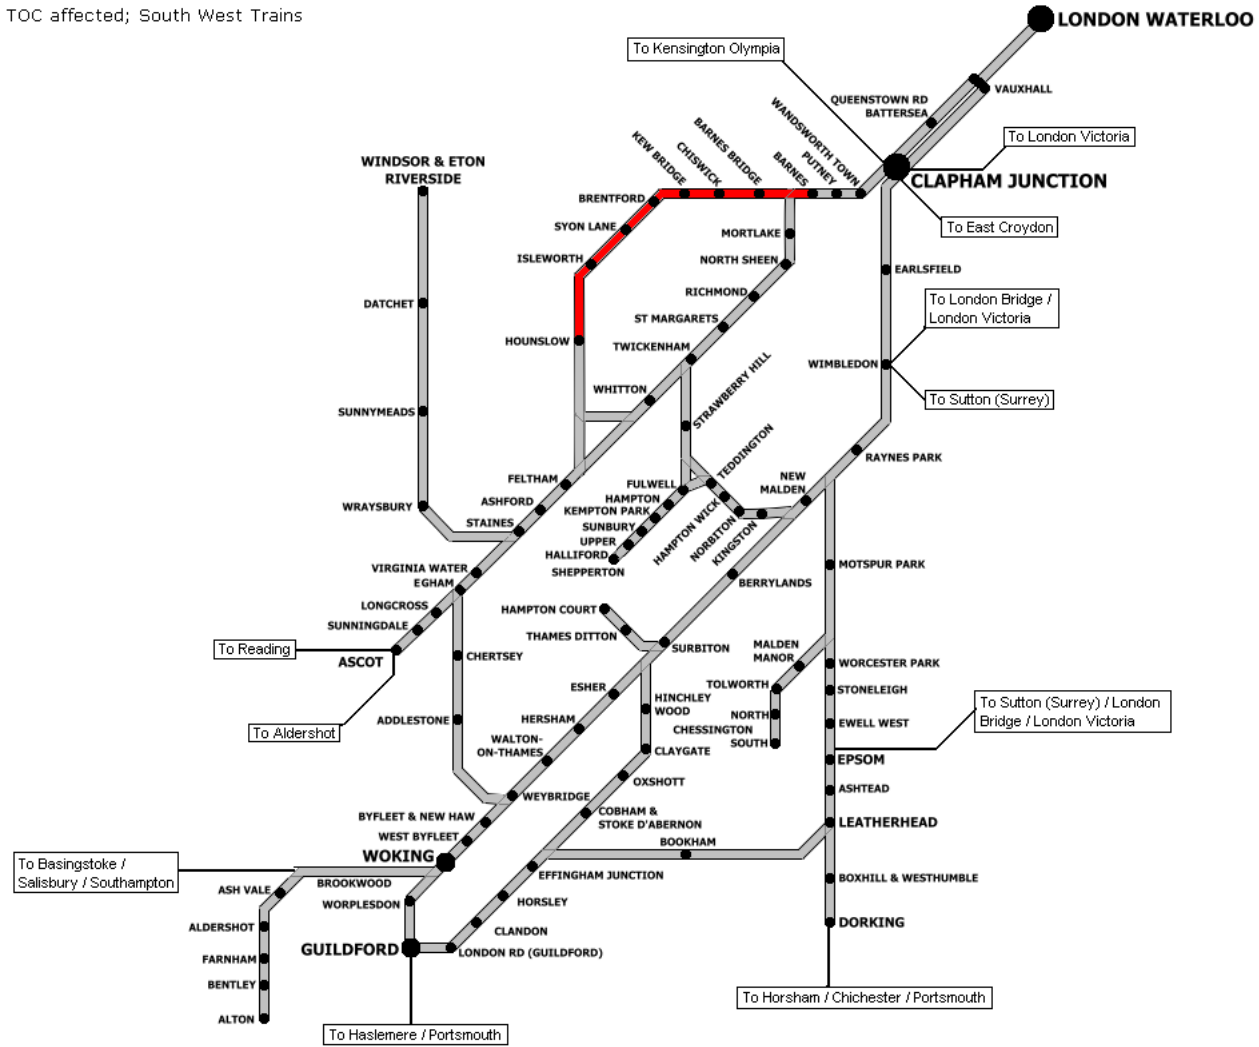 TOC affected; South West Trains
LONDON WATERLOO
To Kensington Olympia
VAUXHALL
QUEENSTOWN RD
BATTERSEA
WANDSWORTH TOWN
PUTNEY
BARNES
BARNES BRIDGE
CHISWICK
KEW BRIDGE
To London Victoria
WINDSOR & ETON
RIVERSIDE
CLAPHAM JUNCTION
BRENTFORD
SYON LANE
MORTLAKE
To East Croydon
ISLEWORTH
NORTH SHEEN
EARLSFIELD
RICHMOND
DATCHET
To London Bridge /
London Victoria
ST MARGARETS
HOUNSLOW
TWICKENHAM
WIMBLEDON
WHITTON
STRAWBERRY HILL
To Sutton (Surrey)
SUNNYMEADS
TEDDINGTON
RAYNES PARK
FELTHAM
FULWELL
NEW
MALDEN
ASHFORD
HAMPTON
WRAYSBURY
KEMPTON PARK
HAMPTON WICK
NORBITON
KINGSTON
STAINES
SUNBURY
UPPER
HALLIFORD
SHEPPERTON
VIRGINIA WATER
EGHAM
MOTSPUR PARK
BERRYLANDS
LONGCROSS
HAMPTON COURT
SUNNINGDALE
THAMES DITTON
To Reading
ASCOT
CHERTSEY
SURBITON
MALDEN
MANOR
WORCESTER PARK
TOLWORTH
STONELEIGH
ESHER
HINCHLEY
WOOD
To Sutton (Surrey) / London
Bridge / London Victoria
To Aldershot
ADDLESTONE
HERSHAM
NORTH
CHESSINGTON
SOUTH
EWELL WEST
WALTON-
ON-THAMES
CLAYGATE
EPSOM
OXSHOTT
ASHTEAD
WEYBRIDGE
BYFLEET & NEW HAW
COBHAM &
STOKE D'ABERNON
LEATHERHEAD
WEST BYFLEET
BOOKHAM
WOKING
To Basingstoke /
Salisbury / Southampton
EFFINGHAM JUNCTION
BOXHILL & WESTHUMBLE
BROOKWOOD
ASH VALE
WORPLESDON
HORSLEY
ALDERSHOT
CLANDON
DORKING
GUILDFORD
LONDON RD (GUILDFORD)
FARNHAM
BENTLEY
To Horsham / Chichester / Portsmouth
ALTON
To Haslemere / Portsmouth